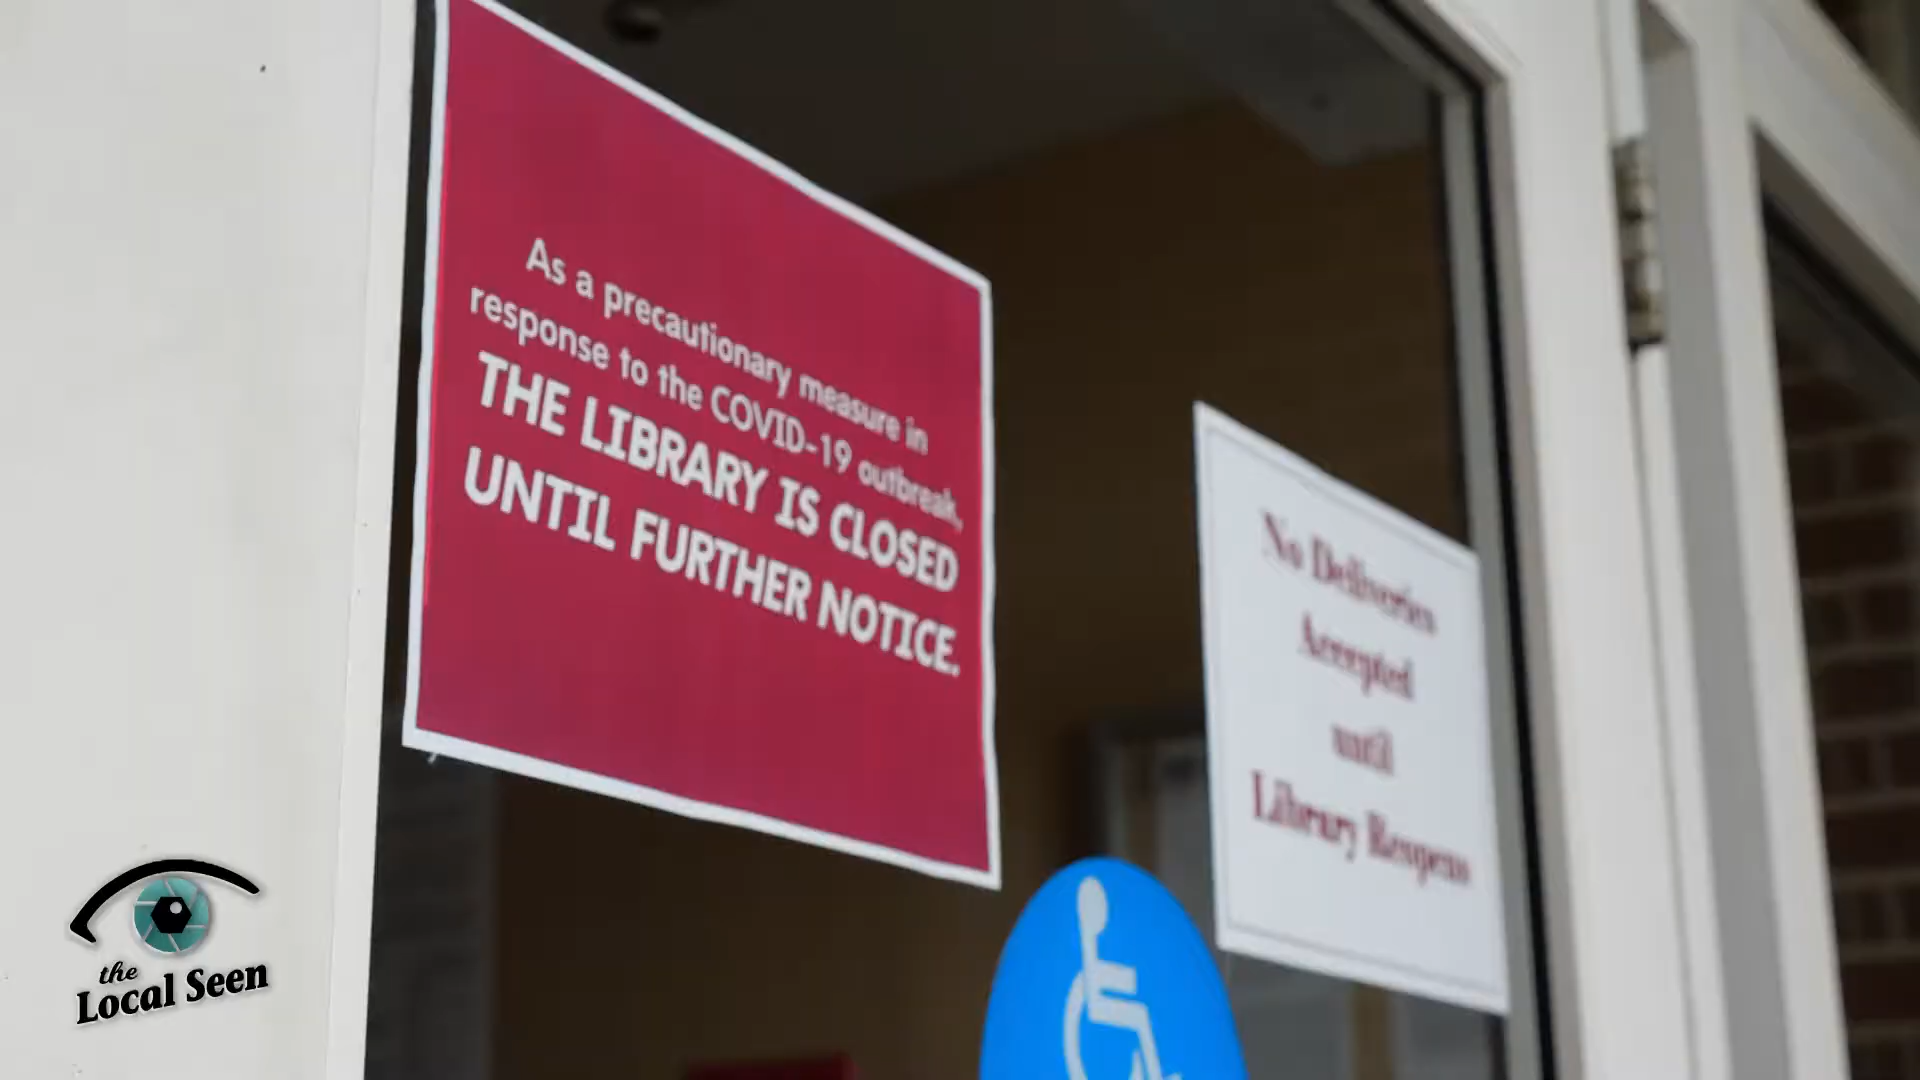 As a precautionary measure in
response to the COVID-19 outbreak,
THE LIBRARY IS CLOSED
UNTIL FURTHER NOTICE.
No Deliveries
Accepted
until
Library Reopens
the
Local Seen